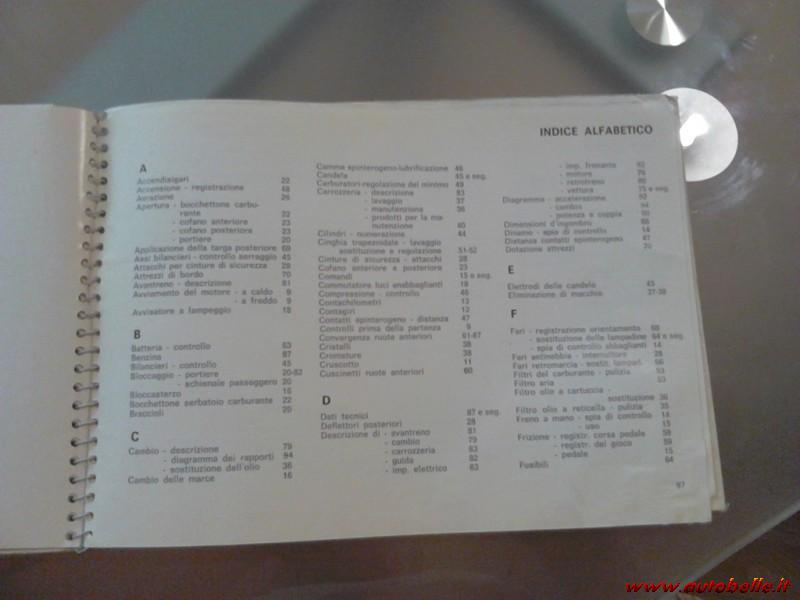 INDICE ALFABETICO
A
Accendisigari 22
Accensione - registrazione 48
Aerazione 26
Apertura - bocchettone carbu-
rante 22
- cofano anteriore 23
- cofano posteriore 23
- portiere 20
Applicazione della targa posteriore 69
Assi bilancieri - controllo serraggio 45
Attacchi per cinture di sicurezza 28
Attrezzi di bordo 70
Avantreno - descrizione 81
Avviamento del motore - a caldo 9
- a freddo 9
Avvisatore a lampeggio 18
B
Batteria - controllo 63
Benzina 87
Bilancieri - controllo 45
Bloccaggio - portiere 20-82
- schienale passeggero 20
Bloccasterzo 16
Bocchettone serbatoio carburante 22
Braccioli 20
C
Cambio - descrizione 79
- diagramma dei rapporti 94
- sostituzione dell'olio 36
Cambio delle marce 16
Camme spinterogeno-lubrificazione 46
Candela 45 e seg.
Carburatori-regolazione del minimo 49
Carrozzeria - descrizione 83
- lavaggio 37
- manutenzione 36
- prodotti per la ma-
nutenzione 40
Cilindri - numerazione 44
Cinghia trapezoidale - lavaggio
sostituzione e regolazione 51-52
Cinture di sicurezza - attacchi 28
Cofano anteriore a posteriore 23
Comandi 15 e seg.
Commutatore luci anabbaglianti 18
Compressione - controllo 46
Contachilometri 12
Contagiri 12
Contatti spinterogeno - distanza 47
Controlli prima della partenza 9
Convergenza ruote anteriori 61-87
Cristalli 38
Cromature 38
Cruscotto 11
Cuscinetti ruote anteriori 60
D
Dati tecnici 87 e seg.
Deflettori posteriori 28
Descrizione di - avantreno 81
- cambio 79
- carrozzeria 83
- guida 82
- imp. elettrico 83
- imp. frenante 82
- motore 76
- retrotreno 80
- vettura 75 e seg.
Diagramma - accelerazione 92
- cambio 94
- potenza e coppia
Dimensioni d'ingombro
Dinamo - spia di controllo 14
Distanza contatti spinterogeno 47
Dotazione attrezzi 70
E
Elettrodi delle candele 45
Eliminazione di macchia 37-38
F
Fari - registrazione orientamento 68
- sostituzione della lampadine 64 e seg.
- spia di controllo abbaglianti 14
Fari antinebbia - interruttore 28
Fari retromarcia - sostit. lampad. 66
Filtri del carburante - pulizia 53
Filtro aria 53
Filtro olio a cartuccia -
sostituzione 36
Filtro olio a reticella - pulizia 35
Freno a mano - spia di controllo 14
- uso 15
Frizione - registr. corsa pedale 59
- registr. del gioco 59
- pedale 15
Fusibili 64
97
www.autobelle.it